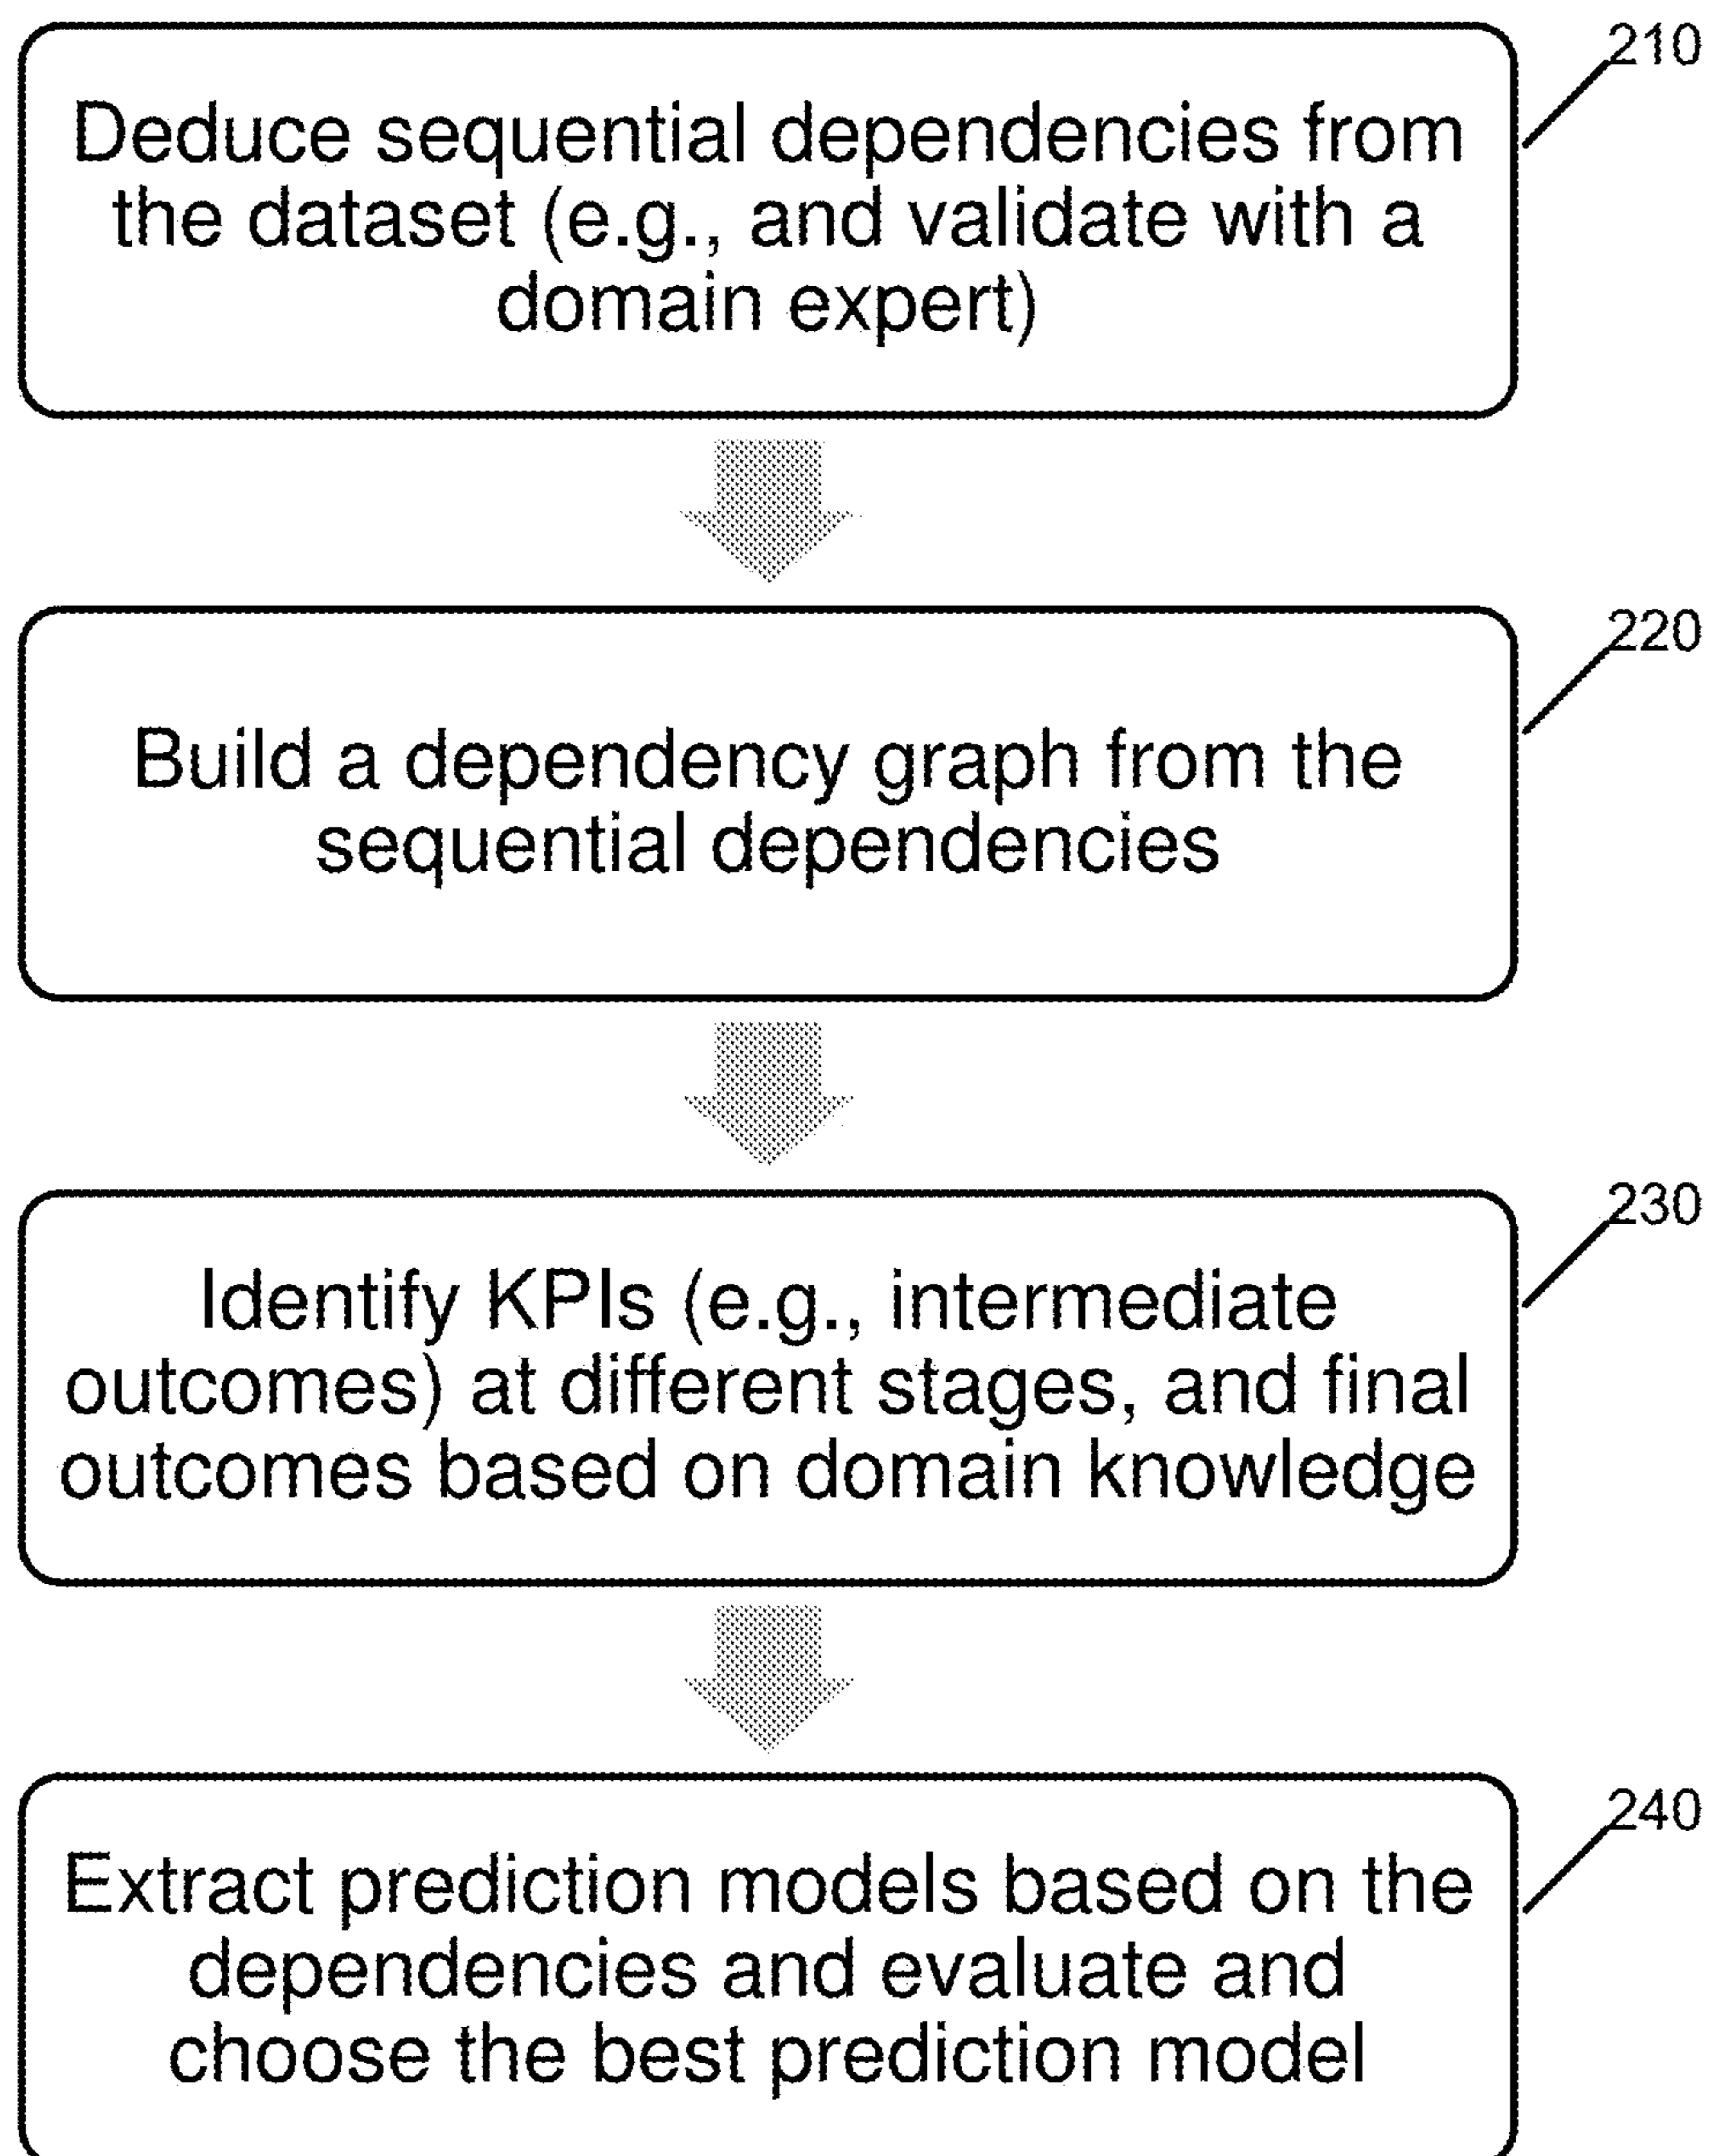 210
Deduce sequential dependencies from
the dataset (e.g., and validate with a
domain expert)
220
Build a dependency graph from the
sequential dependencies
230
Identify KPIs (e.g., intermediate
outcomes) at different stages, and final
outcomes based on domain knowledge
240
Extract prediction models based on the
dependencies and evaluate and
choose the best prediction model